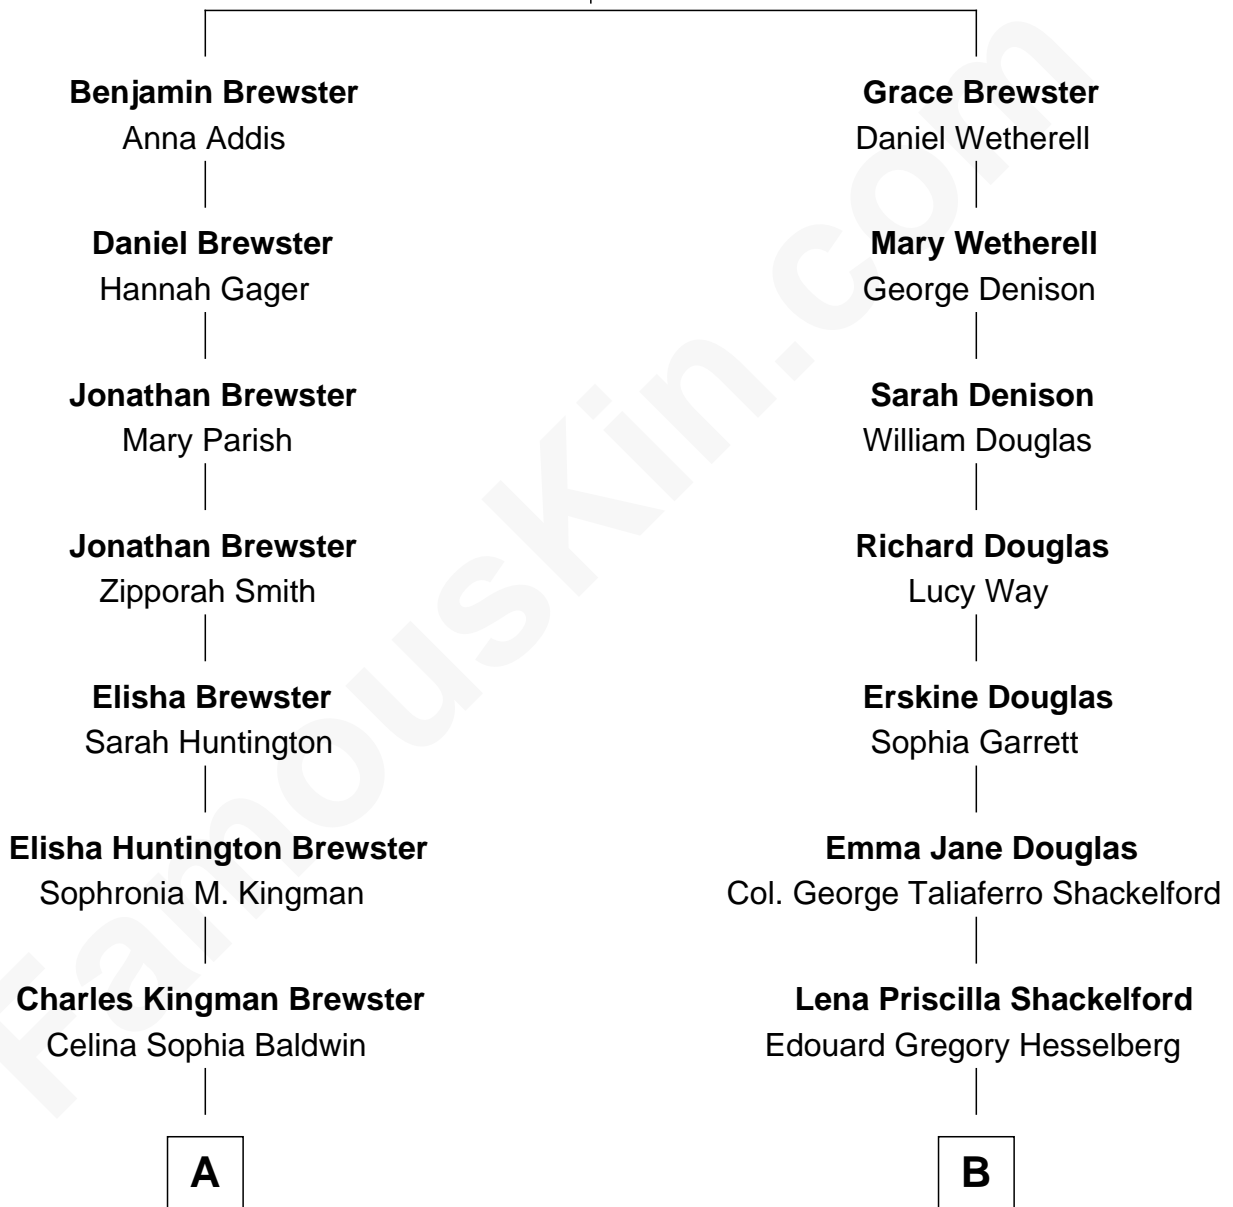 Benjamin Brewster
Anna Addis
Daniel Brewster
Hannah Gager
Jonathan Brewster
Mary Parish
Jonathan Brewster
Zipporah Smith
Elisha Brewster
Sarah Huntington
Elisha Huntington Brewster
Sophronia M. Kingman
Charles Kingman Brewster
Celina Sophia Baldwin
A
Grace Brewster
Daniel Wetherell
Mary Wetherell
George Denison
Sarah Denison
William Douglas
Richard Douglas
Lucy Way
Erskine Douglas
Sophia Garrett
Emma Jane Douglas
Col. George Taliaferro Shackelford
Lena Priscilla Shackelford
Edouard Gregory Hesselberg
B
FamousKin.com